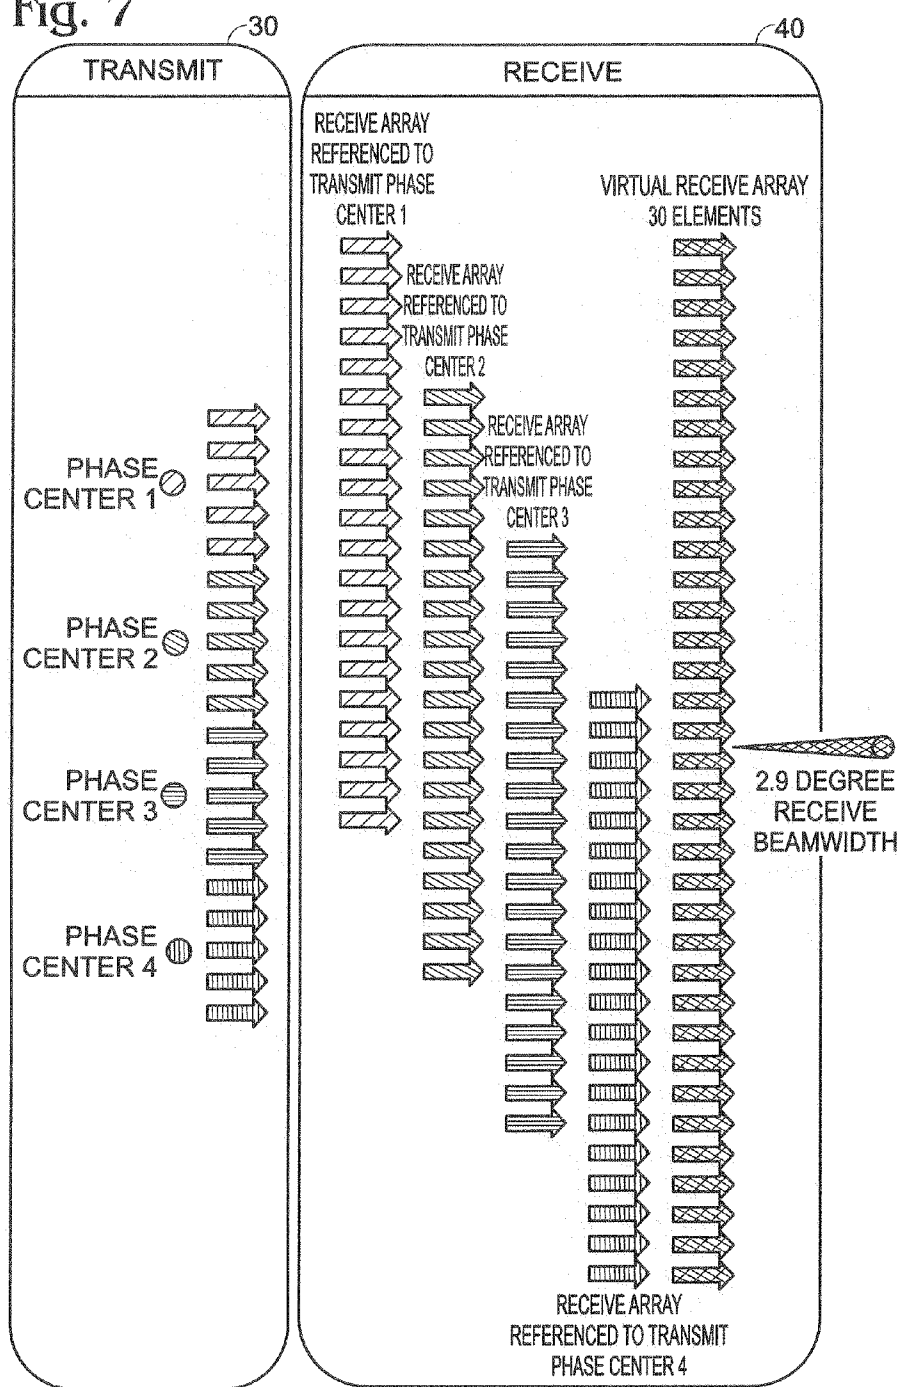 Fig. 7
30
40
TRANSMIT
RECEIVE
RECEIVE ARRAY
REFERENCED TO
TRANSMIT PHASE
CENTER 1
VIRTUAL RECEIVE ARRAY
30 ELEMENTS
RECEIVE ARRAY
REFERENCED TO
TRANSMIT PHASE
CENTER 2
RECEIVE ARRAY
REFERENCED TO
TRANSMIT PHASE
CENTER 3
PHASE
CENTER 1
PHASE
CENTER 2
PHASE
CENTER 3
PHASE
CENTER 4
2.9 DEGREE
RECEIVE
BEAMWIDTH
RECEIVE ARRAY
REFERENCED TO TRANSMIT
PHASE CENTER 4